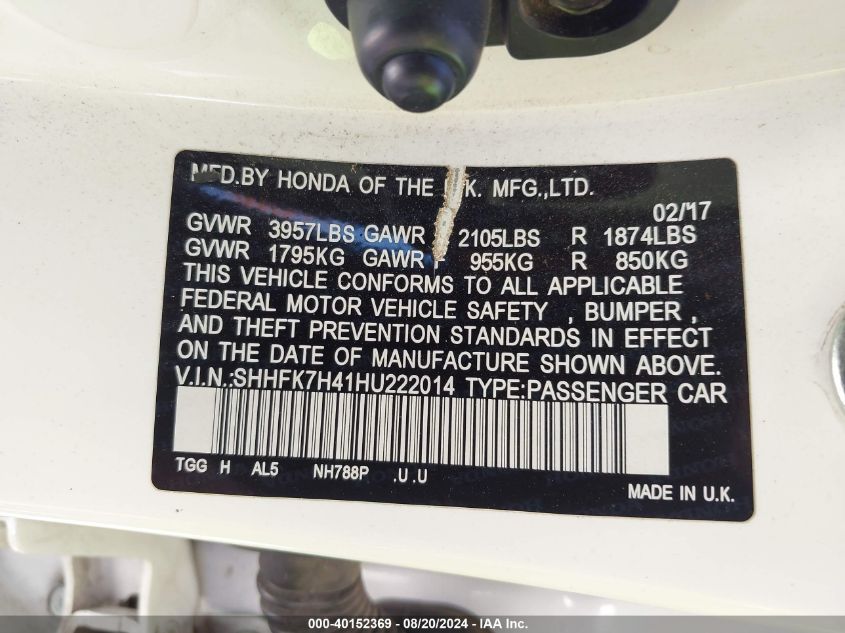 MFD.BY HONDA OF THE .K. MFG.,LTD.
02/17
GVWR 3957LBS GAWR 2105LBS R 1874LBS
GVWR 1795KG GAWR F 955KG R 850KG
THIS VEHICLE CONFORMS TO ALL APPLICABLE
FEDERAL MOTOR VEHICLE SAFETY , BUMPER ,
AND THEFT PREVENTION STANDARDS IN EFFECT
ON THE DATE OF MANUFACTURE SHOWN ABOVE.
V.I.N.:SHHFK7H41HU222014 TYPE:PASSENGER CAR
TGG H AL5 NH788P ,U .U
MADE IN U.K.
000-40152369 | 08/20/2024 - © IAA Inc.